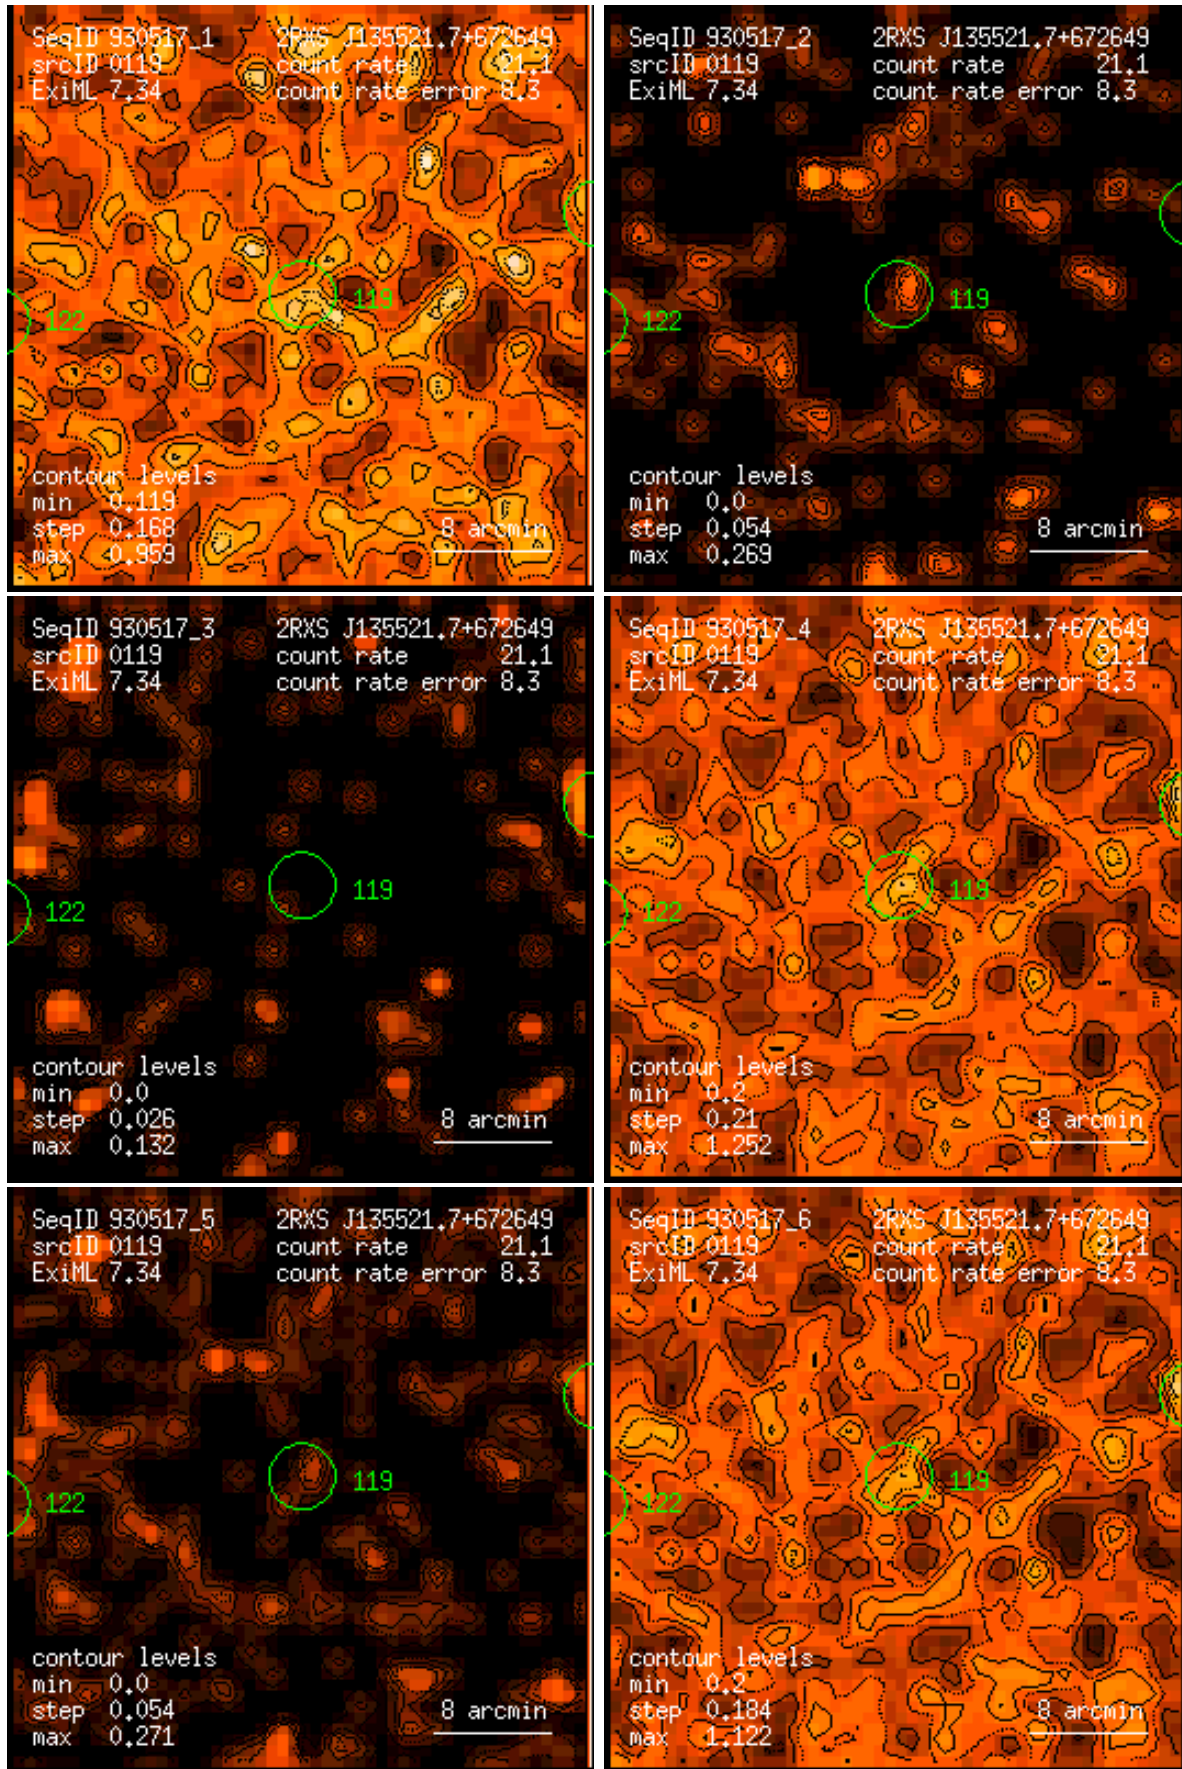 SeqID 930517_1 2RXS J135521.7+672649
srcID 0119 count rate 21.1
ExiML 7.34 count rate error 8.3
119
122
contour levels
min 0.119
step 0.168
max 0.959
8 arcmin
SeqID 930517_2 2RXS J135521.7+672649
srcID 0119 count rate 21.1
ExiML 7.34 count rate error 8.3
119
122
contour levels
min 0.0
step 0.054
max 0.269
8 arcmin
SeqID 930517_3 2RXS J135521.7+672649
srcID 0119 count rate 21.1
ExiML 7.34 count rate error 8.3
119
122
contour levels
min 0.0
step 0.026
max 0.132
8 arcmin
SeqID 930517_4 2RXS J135521.7+672649
srcID 0119 count rate 21.1
ExiML 7.34 count rate error 8.3
119
122
contour levels
min 0.2
step 0.21
max 1.252
8 arcmin
SeqID 930517_5 2RXS J135521.7+672649
srcID 0119 count rate 21.1
ExiML 7.34 count rate error 8.3
119
122
contour levels
min 0.0
step 0.054
max 0.271
8 arcmin
SeqID 930517_6 2RXS J135521.7+672649
srcID 0119 count rate 21.1
ExiML 7.34 count rate error 8.3
119
122
contour levels
min 0.2
step 0.184
max 1.122
8 arcmin